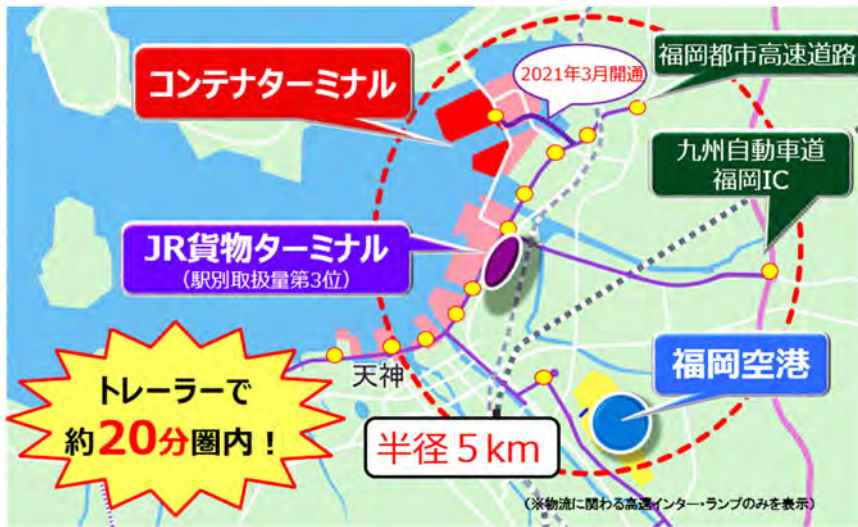 コンテナターミナル
2021年3月開通
福岡都市高速道路
九州自動車道
福岡IC
JR貨物ターミナル
（駅別取扱量第3位）
天神
福岡空港
トレーラーで
約20分圏内！
半径５km
（※物流に関わる高速インター・ランプのみを表示）